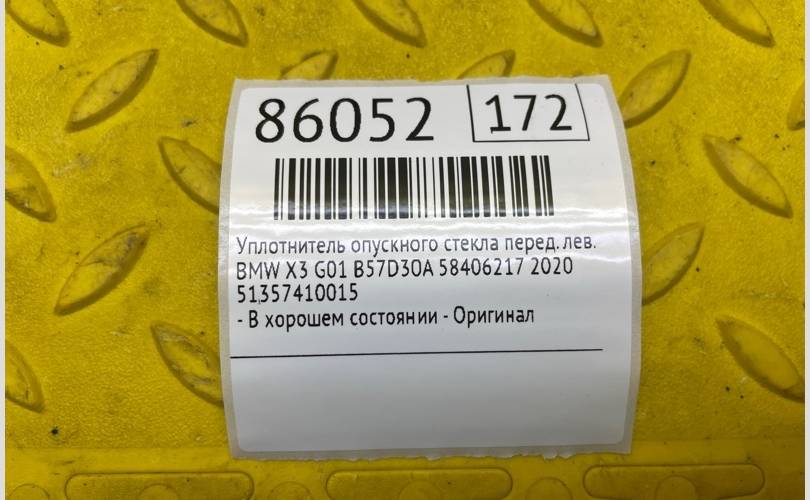 86052 172
Уплотнитель опускного стекла перед. лев.
BMW X3 G01 B57D30A 58406217 2020
51357410015
- В хорошем состоянии - Оригинал